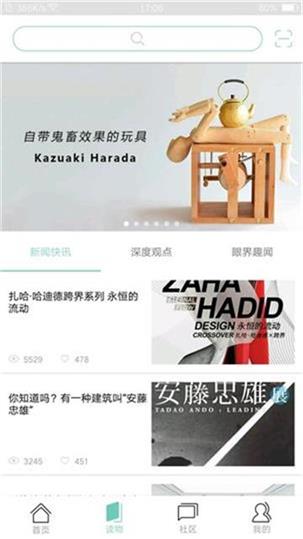 386K/S
17:06
80%
自带鬼畜效果的玩具
Kazuaki Harada
新闻快讯
深度观点
眼界趣闻
扎哈·哈迪德跨界系列 永恒的
流动
5529
478
ZAHA
ETERNAL
FLOW
HADID
DESIGN 永恒的流动
CROSSOVER 扎哈·哈迪德×跨界
你知道吗？有一种建筑叫“安藤
忠雄”
3245
451
安藤忠雄展
TADAO ANDO : LEADING
首页
读物
社区
我的